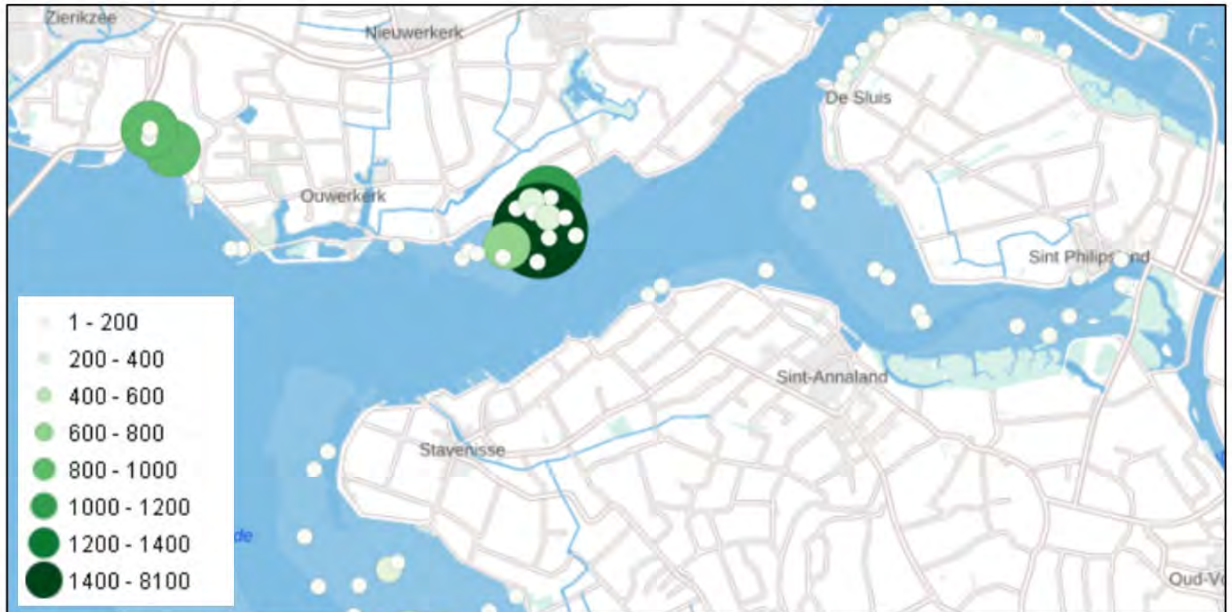 Zierikzee
Nieuwerkerk
De Sluis
Ouwerkerk
Sint
Sint-Annaland
Stavenisse
de
1 - 200
200 - 400
400 - 600
600 - 800
800 - 1000
1000 - 1200
1200 - 1400
1400 - 8100